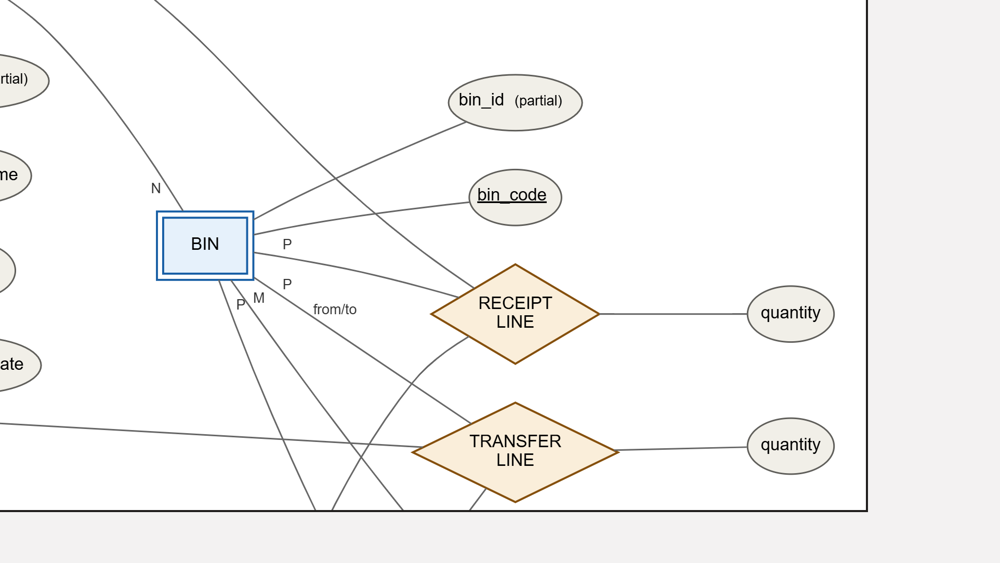 rtial)
bin_id (partial)
me
N
bin_code
BIN
P
P
M
P
from/to
RECEIPT
LINE
quantity
ate
TRANSFER
LINE
quantity